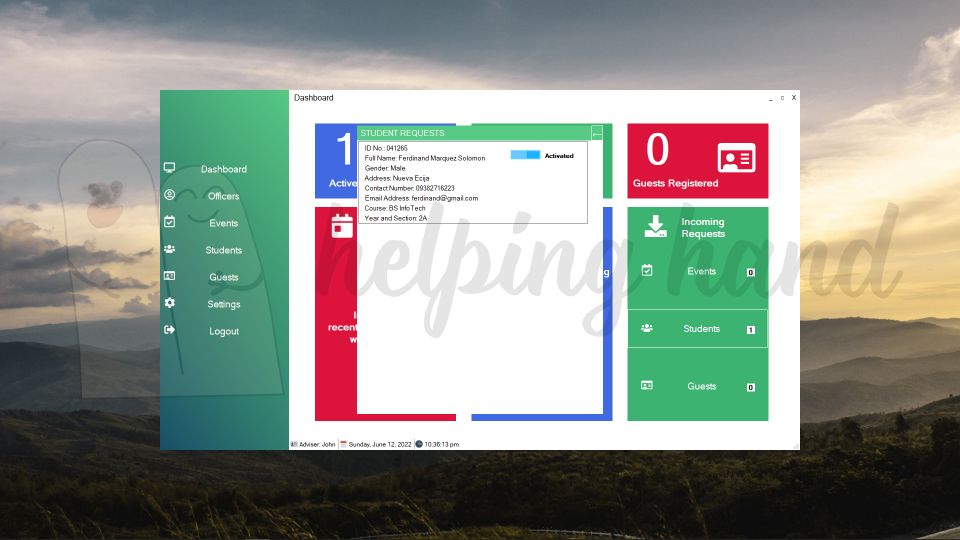 Dashboard
_ □ X
Dashboard
Officers
Events
Students
Guests
Settings
Logout
1
Active
STUDENT REQUESTS
←
ID No.: 041265
Full Name: Ferdinand Marquez Solomon
Gender: Male
Address: Nueva Ecija
Contact Number: 09382716223
Email Address: ferdinand@gmail.com
Course: BS InfoTech
Year and Section: 2A
Activated
0
Guests Registered
recent
w
g
Incoming
Requests
Events 0
Students 1
Guests 0
helping hand
Adviser: John
Sunday, June 12, 2022
10:36:13 pm